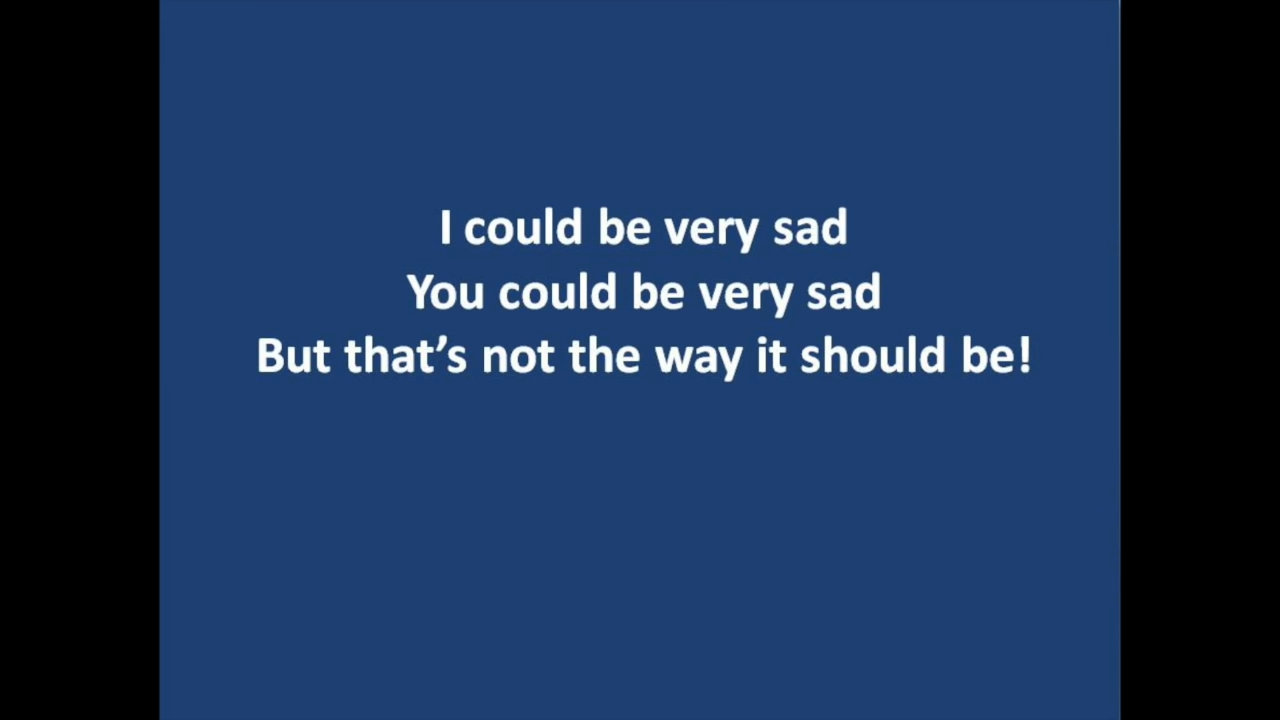 I could be very sad
You could be very sad
But that’s not the way it should be!